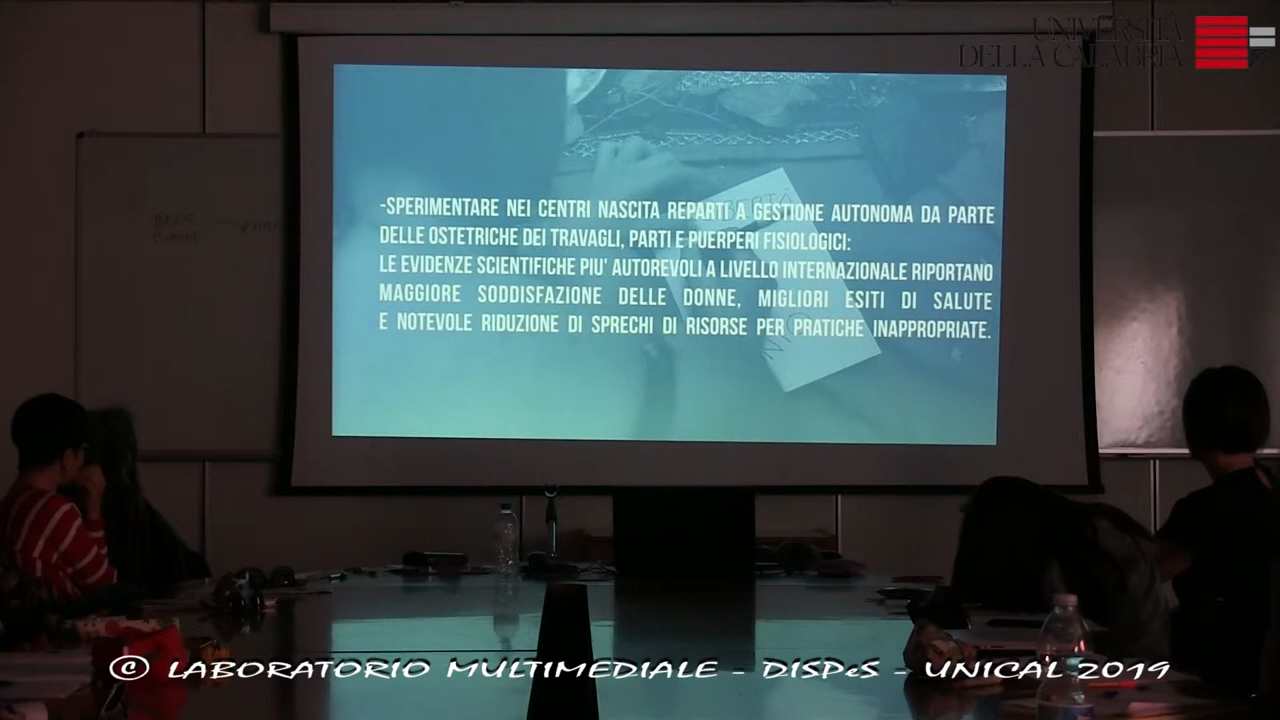 UNIVERSITÀ
DELLA CALABRIA
-SPERIMENTARE NEI CENTRI NASCITA REPARTI A GESTIONE AUTONOMA DA PARTE
DELLE OSTETRICHE DEI TRAVAGLI, PARTI E PUERPERI FISIOLOGICI:
LE EVIDENZE SCIENTIFICHE PIU' AUTOREVOLI A LIVELLO INTERNAZIONALE RIPORTANO
MAGGIORE SODDISFAZIONE DELLE DONNE, MIGLIORI ESITI DI SALUTE
E NOTEVOLE RIDUZIONE DI SPRECHI DI RISORSE PER PRATICHE INAPPROPRIATE.
© LABORATORIO MULTIMEDIALE - DISPeS - UNICAL 2019